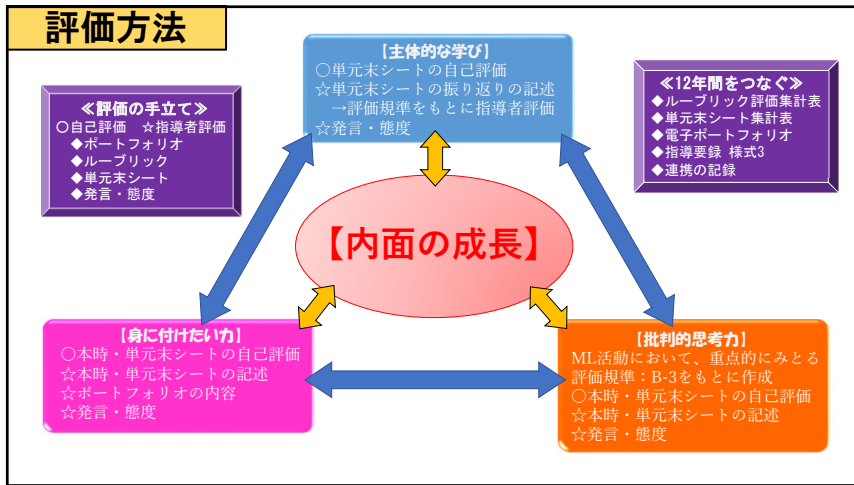 評価方法
【主体的な学び】
○単元末シートの自己評価
☆単元末シートの振り返りの記述
→評価規準をもとに指導者評価
☆発言・態度
≪評価の手立て≫
○自己評価　☆指導者評価
◆ポートフォリオ
◆ルーブリック
◆単元末シート
◆発言・態度
≪12年間をつなぐ≫
◆ルーブリック評価集計表
◆単元末シート集計表
◆電子ポートフォリオ
◆指導要録 様式3
◆連携の記録
【内面の成長】
【身に付けたい力】
○本時・単元末シートの自己評価
☆本時・単元末シートの記述
☆ポートフォリオの内容
☆発言・態度
【批判的思考力】
ML活動において、重点的にみとる
評価規準：B-3をもとに作成
○本時・単元末シートの自己評価
☆本時・単元末シートの記述
☆発言・態度